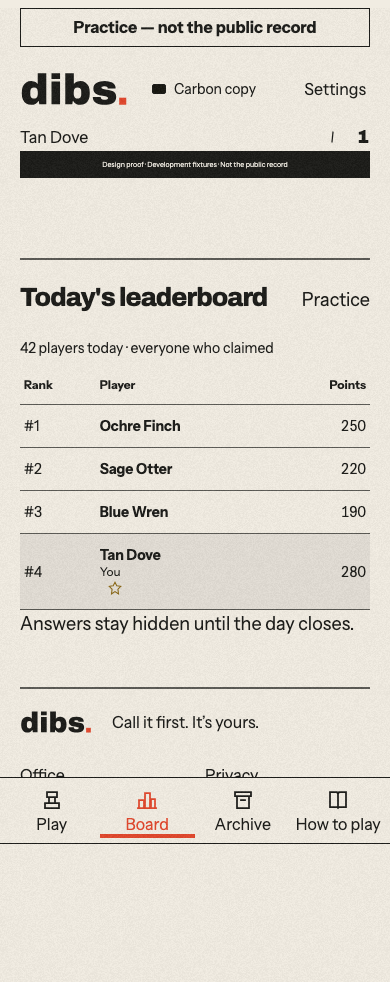 Practice — not the public record
dibs.
Carbon copy
Settings
Tan Dove
/ 1
Design proof · Development fixtures · Not the public record
Today's leaderboard
Practice
42 players today · everyone who claimed
Rank Player Points
#1 Ochre Finch 250
#2 Sage Otter 220
#3 Blue Wren 190
#4 Tan Dove 280
You
Answers stay hidden until the day closes.
dibs.
Call it first. It’s yours.
Office Privacy
Play Board Archive How to play